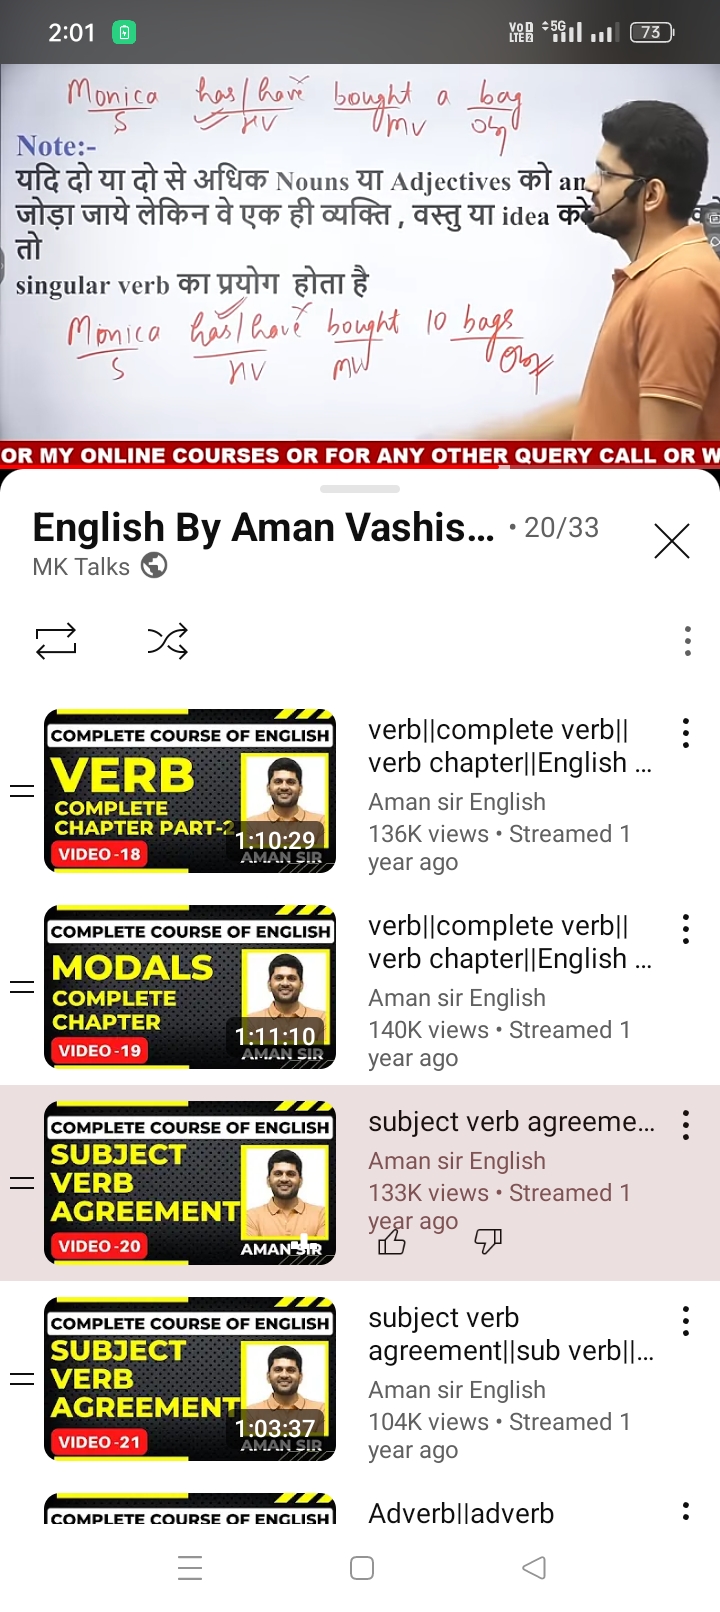 2:01
Vo D
LTE 2
5G
73
Monica has/have bought a bag
S HV MV Obj
Note:-
यदि दो या दो से अधिक Nouns या Adjectives को an
जोड़ा जाये लेकिन वे एक ही व्यक्ति , वस्तु या idea को
तो
singular verb का प्रयोग होता है
Monica has/have bought 10 bags
S HV MV Obj
OR MY ONLINE COURSES OR FOR ANY OTHER QUERY CALL OR W
English By Aman Vashis... • 20/33
MK Talks
COMPLETE COURSE OF ENGLISH
VERB
COMPLETE
CHAPTER PART-2
VIDEO -18
1:10:29
AMAN SIR
verb||complete verb||
verb chapter||English ...
Aman sir English
136K views • Streamed 1
year ago
COMPLETE COURSE OF ENGLISH
MODALS
COMPLETE
CHAPTER
VIDEO -19
1:11:10
AMAN SIR
verb||complete verb||
verb chapter||English ...
Aman sir English
140K views • Streamed 1
year ago
COMPLETE COURSE OF ENGLISH
SUBJECT
VERB
AGREEMENT
VIDEO -20
AMAN SIR
subject verb agreeme...
Aman sir English
133K views • Streamed 1
year ago
COMPLETE COURSE OF ENGLISH
SUBJECT
VERB
AGREEMENT
VIDEO -21
1:03:37
AMAN SIR
subject verb
agreement||sub verb||...
Aman sir English
104K views • Streamed 1
year ago
COMPLETE COURSE OF ENGLISH
Adverb||adverb